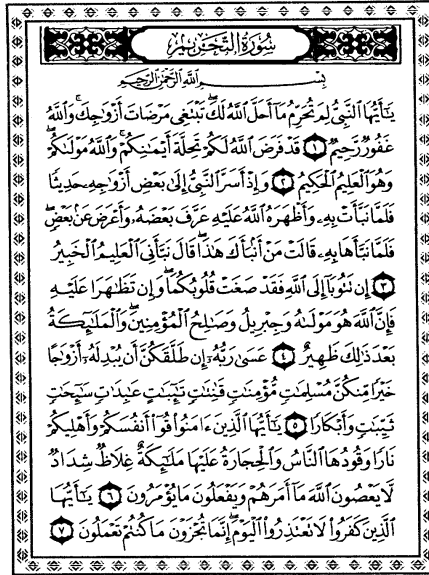 سُورَةُ التَّحْرِيمِ
بِسْمِ اللَّهِ الرَّحْمَٰنِ الرَّحِيمِ
يَٰٓأَيُّهَا ٱلنَّبِىُّ لِمَ تُحَرِّمُ مَآ أَحَلَّ ٱللَّهُ لَكَ ۖ تَبْتَغِى مَرْضَاتَ أَزْوَٰجِكَ ۚ وَٱللَّهُ
غَفُورٌ رَّحِيمٌ ١ قَدْ فَرَضَ ٱللَّهُ لَكُمْ تَحِلَّةَ أَيْمَٰنِكُمْ ۚ وَٱللَّهُ مَوْلَىٰكُمْ ۖ
وَهُوَ ٱلْعَلِيمُ ٱلْحَكِيمُ ٢ وَإِذْ أَسَرَّ ٱلنَّبِىُّ إِلَىٰ بَعْضِ أَزْوَٰجِهِۦ حَدِيثًا
فَلَمَّا نَبَّأَتْ بِهِۦ وَأَظْهَرَهُ ٱللَّهُ عَلَيْهِ عَرَّفَ بَعْضَهُۥ وَأَعْرَضَ عَنۢ بَعْضٍ ۖ
فَلَمَّا نَبَّأَهَا بِهِۦ قَالَتْ مَنْ أَنۢبَأَكَ هَٰذَا ۖ قَالَ نَبَّأَنِىَ ٱلْعَلِيمُ ٱلْخَبِيرُ
٣ إِن تَتُوبَآ إِلَى ٱللَّهِ فَقَدْ صَغَتْ قُلُوبُكُمَا ۖ وَإِن تَظَٰهَرَا عَلَيْهِ
فَإِنَّ ٱللَّهَ هُوَ مَوْلَىٰهُ وَجِبْرِيلُ وَصَٰلِحُ ٱلْمُؤْمِنِينَ ۖ وَٱلْمَلَٰٓئِكَةُ
بَعْدَ ذَٰلِكَ ظَهِيرٌ ٤ عَسَىٰ رَبُّهُۥٓ إِن طَلَّقَكُنَّ أَن يُبْدِلَهُۥٓ أَزْوَٰجًا
خَيْرًا مِّنكُنَّ مُسْلِمَٰتٍ مُّؤْمِنَٰتٍ قَٰنِتَٰتٍ تَٰٓئِبَٰتٍ عَٰبِدَٰتٍ سَٰٓئِحَٰتٍ
ثَيِّبَٰتٍ وَأَبْكَارًا ٥ يَٰٓأَيُّهَا ٱلَّذِينَ ءَامَنُوا۟ قُوٓا۟ أَنفُسَكُمْ وَأَهْلِيكُمْ
نَارًا وَقُودُهَا ٱلنَّاسُ وَٱلْحِجَارَةُ عَلَيْهَا مَلَٰٓئِكَةٌ غِلَاظٌ شِدَادٌ
لَّا يَعْصُونَ ٱللَّهَ مَآ أَمَرَهُمْ وَيَفْعَلُونَ مَا يُؤْمَرُونَ ٦ يَٰٓأَيُّهَا
ٱلَّذِينَ كَفَرُوا۟ لَا تَعْتَذِرُوا۟ ٱلْيَوْمَ ۖ إِنَّمَا تُجْزَوْنَ مَا كُنتُمْ تَعْمَلُونَ ٧